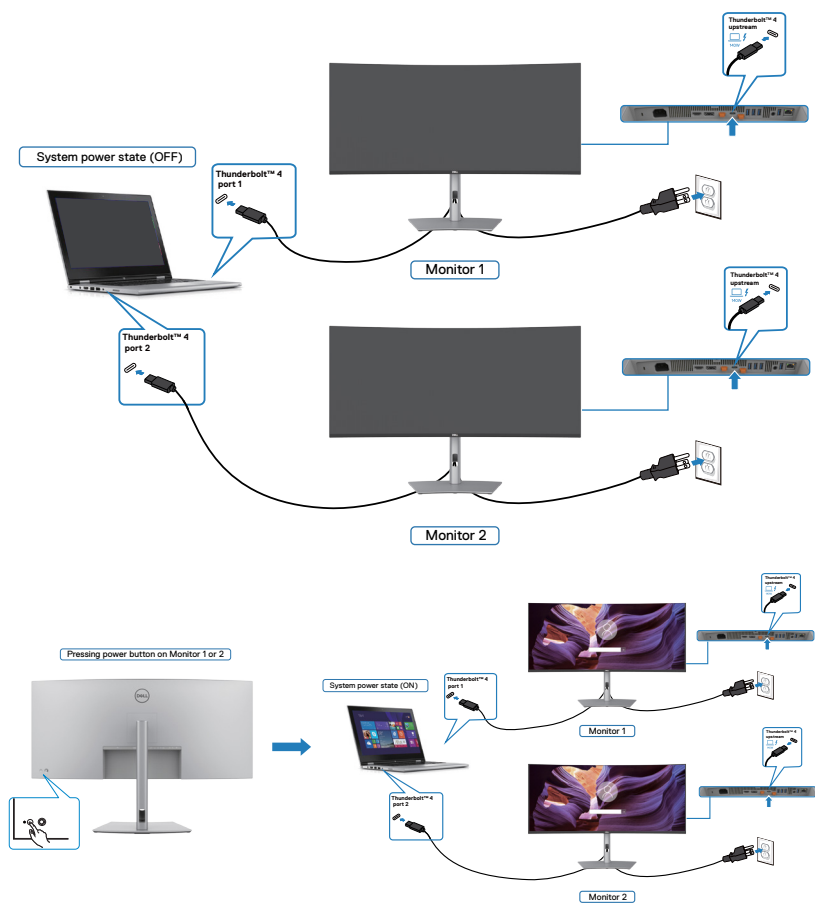 Thunderbolt™ 4
upstream
140W
System power state (OFF)
Thunderbolt™ 4
port 1
Monitor 1
Thunderbolt™ 4
upstream
140W
Thunderbolt™ 4
port 2
Monitor 2
Pressing power button on Monitor 1 or 2
DELL
System power state (ON)
Thunderbolt™ 4
port 1
Thunderbolt™ 4
upstream
Monitor 1
Thunderbolt™ 4
port 2
Thunderbolt™ 4
upstream
Monitor 2